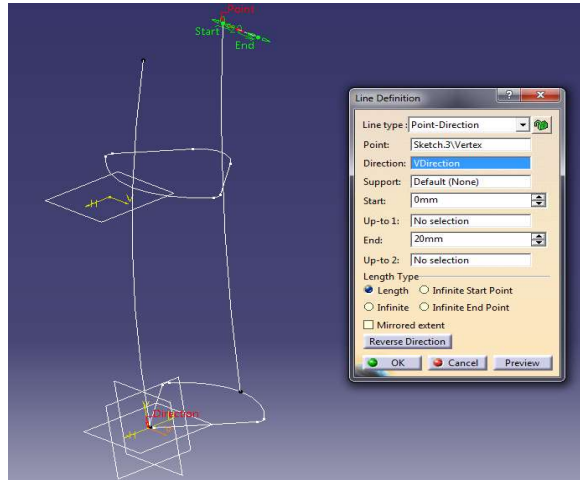 Point
Start
End
H
V
V
Direction
H
Line Definition
?
Line type : Point-Direction
Point: Sketch.3\Vertex
Direction: VDirection
Support: Default (None)
Start: 0mm
Up-to 1: No selection
End: 20mm
Up-to 2: No selection
Length Type
Length Infinite Start Point
Infinite Infinite End Point
Mirrored extent
Reverse Direction
OK Cancel Preview